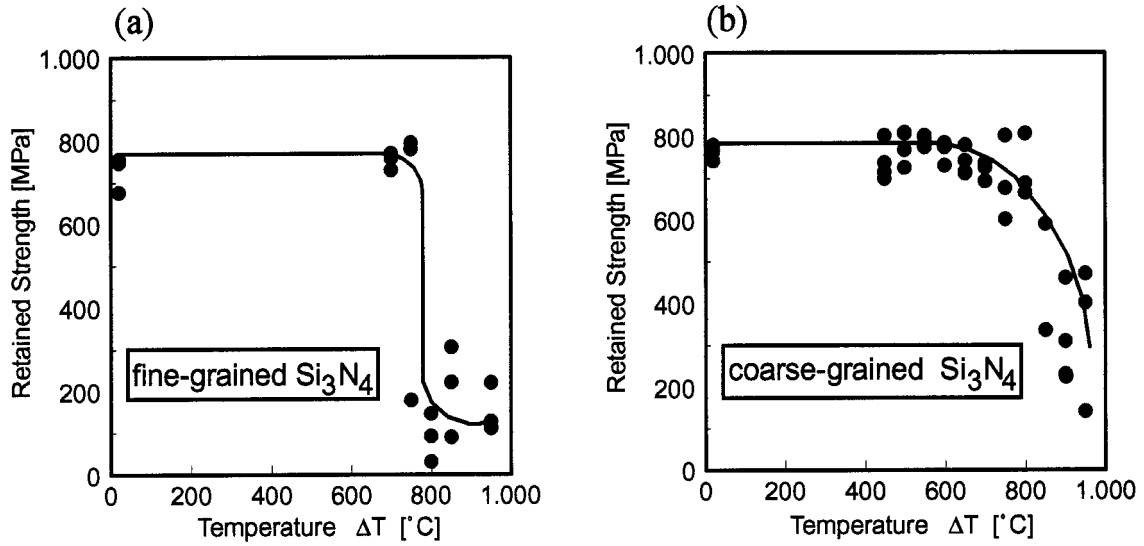 (a)
1.000
800
600
400
200
0
Retained Strength [MPa]
fine-grained Si₃N₄
0 200 400 600 800 1.000
Temperature ΔT [°C]
(b)
1.000
800
600
400
200
0
Retained Strength [MPa]
coarse-grained Si₃N₄
0 200 400 600 800 1.000
Temperature ΔT [°C]